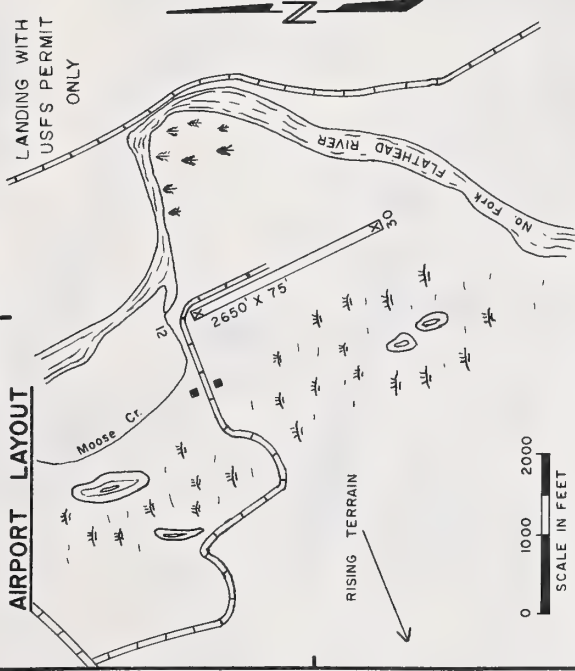 AIRPORT LAYOUT
LANDING WITH
USFS PERMIT
ONLY
N
Moose Cr.
12
2650' X 75'
30
No. Fork FLATHEAD RIVER
RISING TERRAIN
0 1000 2000
SCALE IN FEET